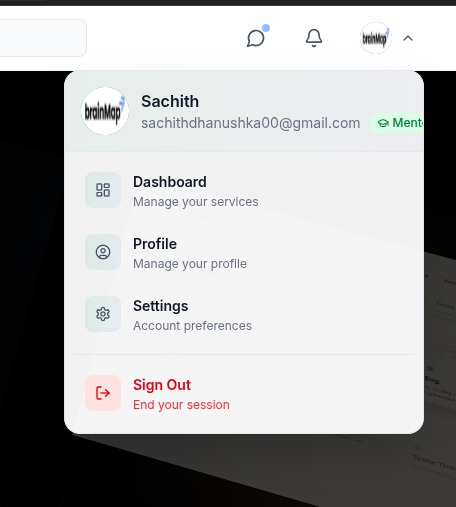 brainMap
brainMap
Sachith
sachithdhanushka00@gmail.com
Dashboard
Manage your services
Profile
Manage your profile
Settings
Account preferences
Sign Out
End your session